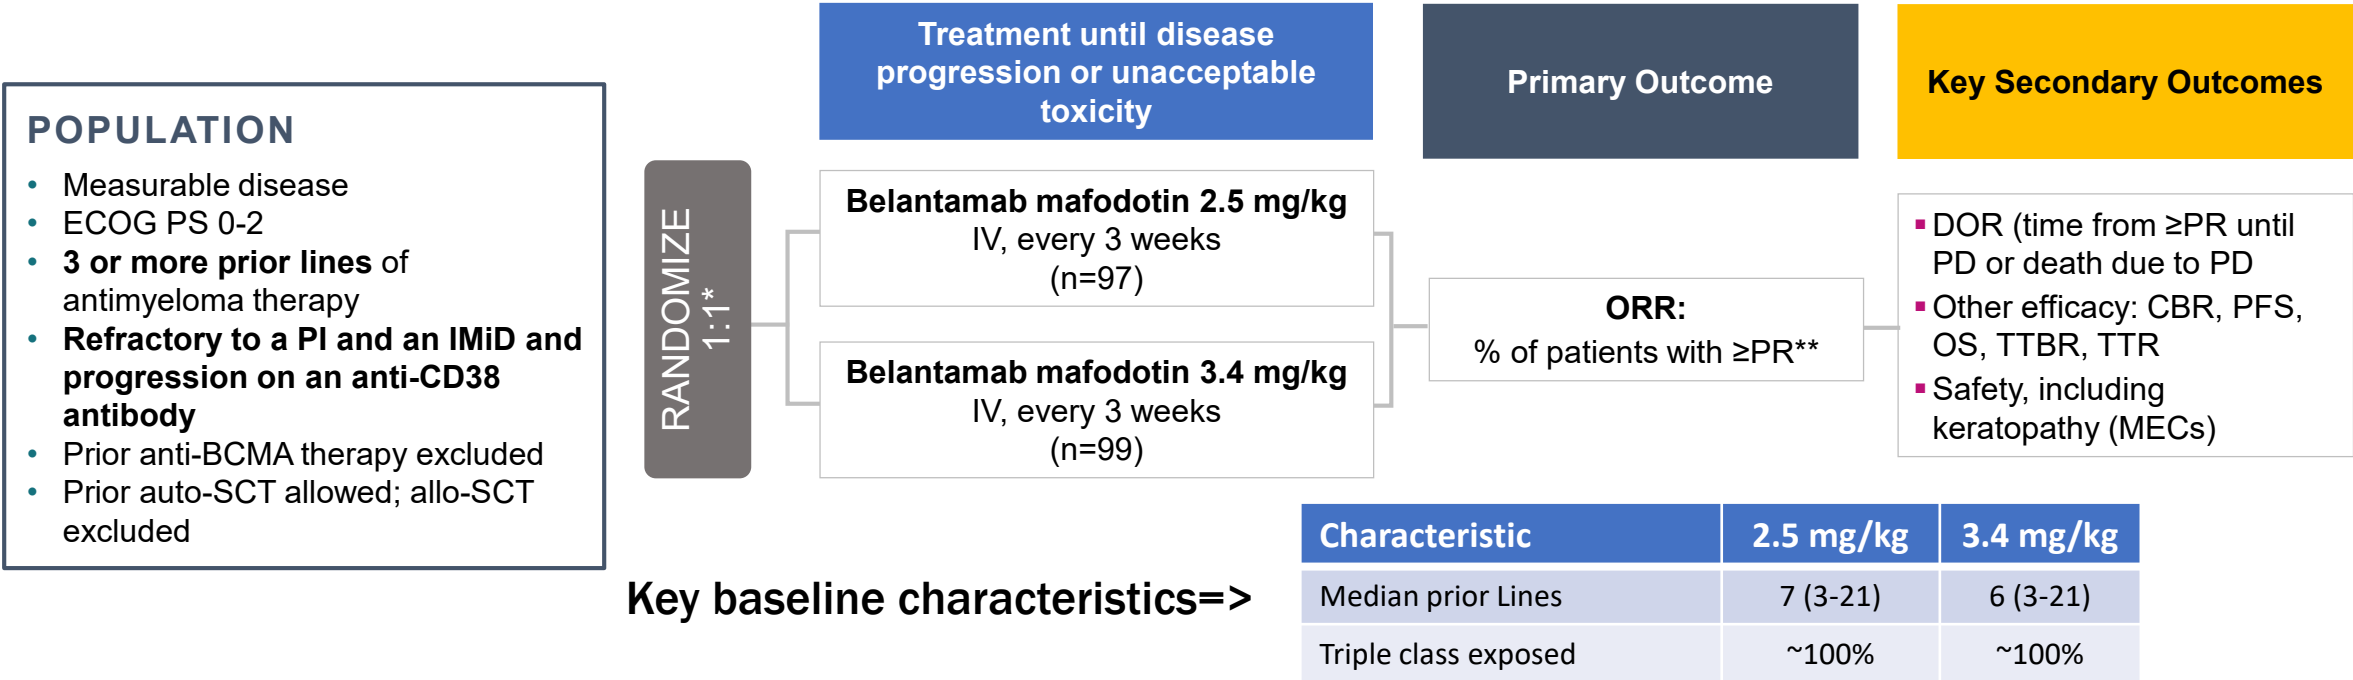 POPULATION
• Measurable disease
• ECOG PS 0-2
• 3 or more prior lines of
antimyeloma therapy
• Refractory to a PI and an IMiD and
progression on an anti-CD38
antibody
• Prior anti-BCMA therapy excluded
• Prior auto-SCT allowed; allo-SCT
excluded
RANDOMIZE
1:1*
Treatment until disease
progression or unacceptable
toxicity
Belantamab mafodotin 2.5 mg/kg
IV, every 3 weeks
(n=97)
Belantamab mafodotin 3.4 mg/kg
IV, every 3 weeks
(n=99)
Primary Outcome
ORR:
% of patients with ≥PR**
Key Secondary Outcomes
▪ DOR (time from ≥PR until
PD or death due to PD
▪ Other efficacy: CBR, PFS,
OS, TTBR, TTR
▪ Safety, including
keratopathy (MECs)
Key baseline characteristics=>
Characteristic 2.5 mg/kg 3.4 mg/kg
Median prior Lines 7 (3-21) 6 (3-21)
Triple class exposed ~100% ~100%